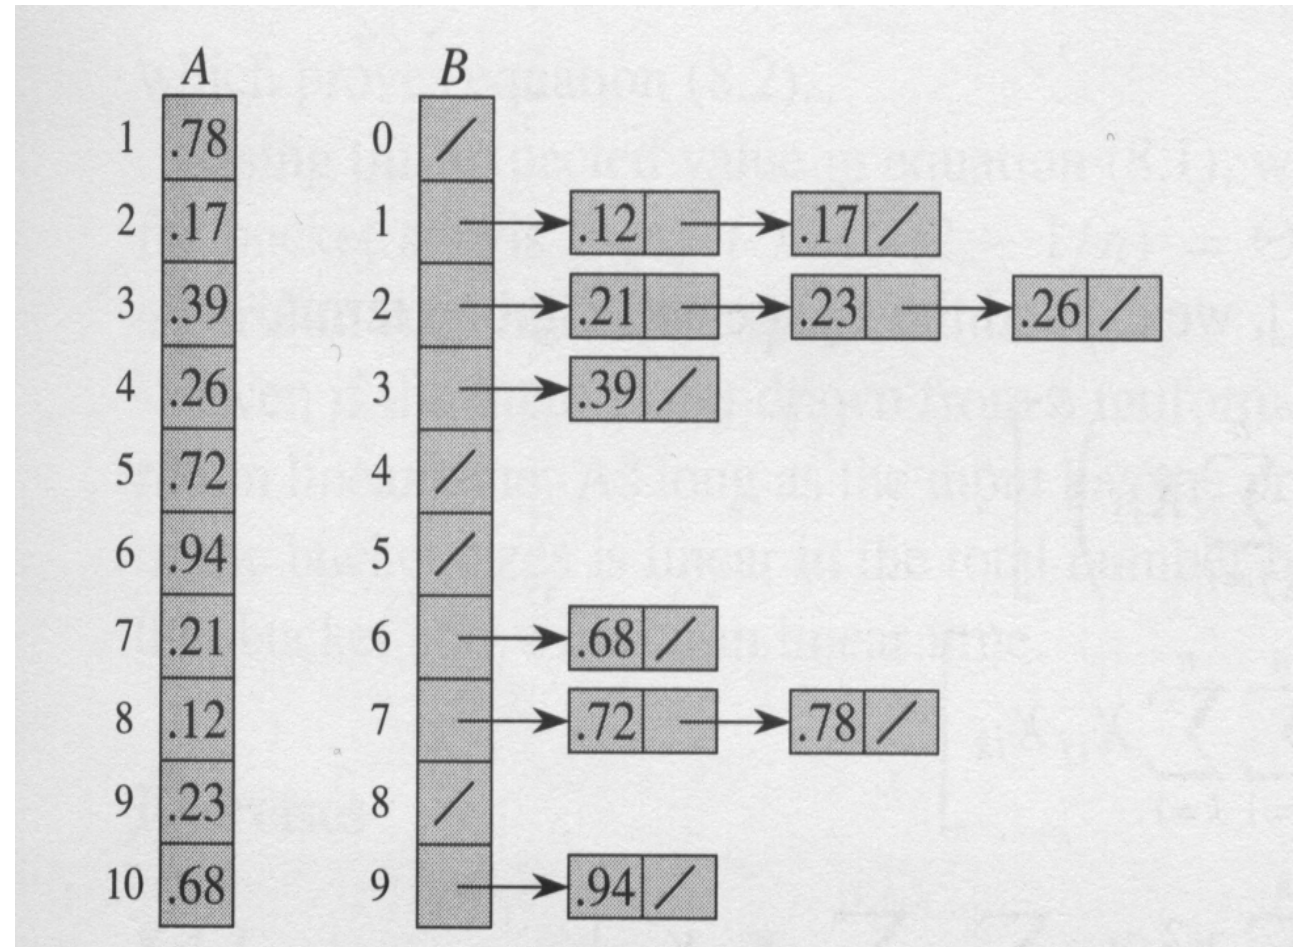 A B
1 .78 0 /
2 .17 1 .12 .17 /
3 .39 2 .21 .23 .26 /
4 .26 3 .39 /
5 .72 4 /
6 .94 5 /
7 .21 6 .68 /
8 .12 7 .72 .78 /
9 .23 8 /
10 .68 9 .94 /